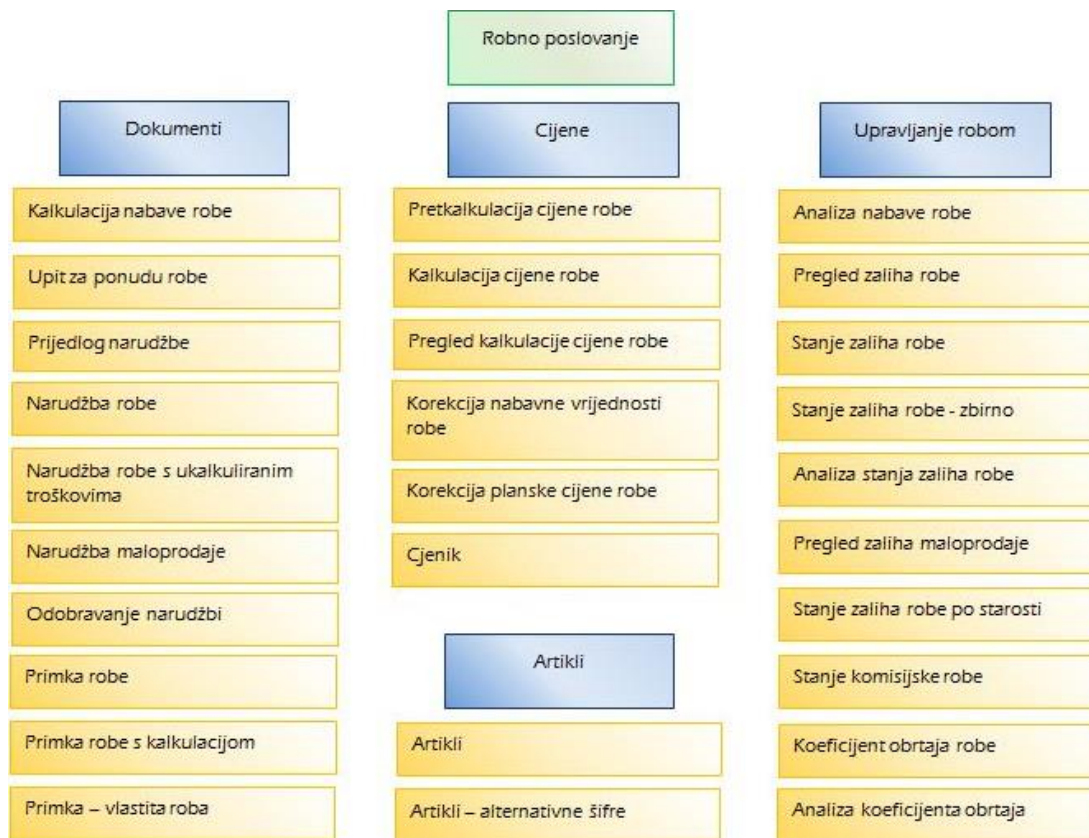 Robno poslovanje
Dokumenti
Kalkulacija nabave robe
Upit za ponudu robe
Prijedlog narudžbe
Narudžba robe
Narudžba robe s ukalkuliranim
troškovima
Narudžba maloprodaje
Odobravanje narudžbi
Primka robe
Primka robe s kalkulacijom
Primka – vlastita roba
Cijene
Pretkalkulacija cijene robe
Kalkulacija cijene robe
Pregled kalkulacije cijene robe
Korekcija nabavne vrijednosti
robe
Korekcija planske cijene robe
Cjenik
Artikli
Artikli
Artikli – alternativne šifre
Upravljanje robom
Analiza nabave robe
Pregled zaliha robe
Stanje zaliha robe
Stanje zaliha robe - zbirno
Analiza stanja zaliha robe
Pregled zaliha maloprodaje
Stanje zaliha robe po starosti
Stanje komisijske robe
Koeficijent obrtaja robe
Analiza koeficijenta obrtaja